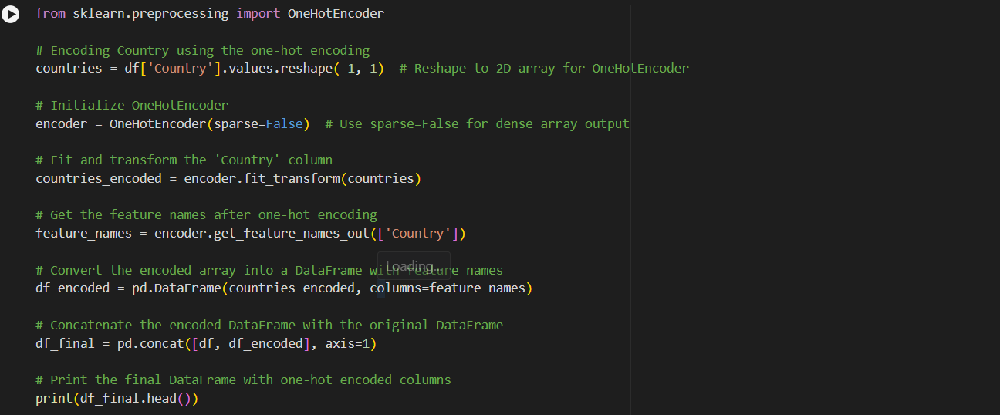 from sklearn.preprocessing import OneHotEncoder
# Encoding Country using the one-hot encoding
countries = df['Country'].values.reshape(-1, 1)  # Reshape to 2D array for OneHotEncoder
# Initialize OneHotEncoder
encoder = OneHotEncoder(sparse=False)  # Use sparse=False for dense array output
# Fit and transform the 'Country' column
countries_encoded = encoder.fit_transform(countries)
# Get the feature names after one-hot encoding
feature_names = encoder.get_feature_names_out(['Country'])
Loading...
# Convert the encoded array into a DataFrame with feature names
df_encoded = pd.DataFrame(countries_encoded, columns=feature_names)
# Concatenate the encoded DataFrame with the original DataFrame
df_final = pd.concat([df, df_encoded], axis=1)
# Print the final DataFrame with one-hot encoded columns
print(df_final.head())